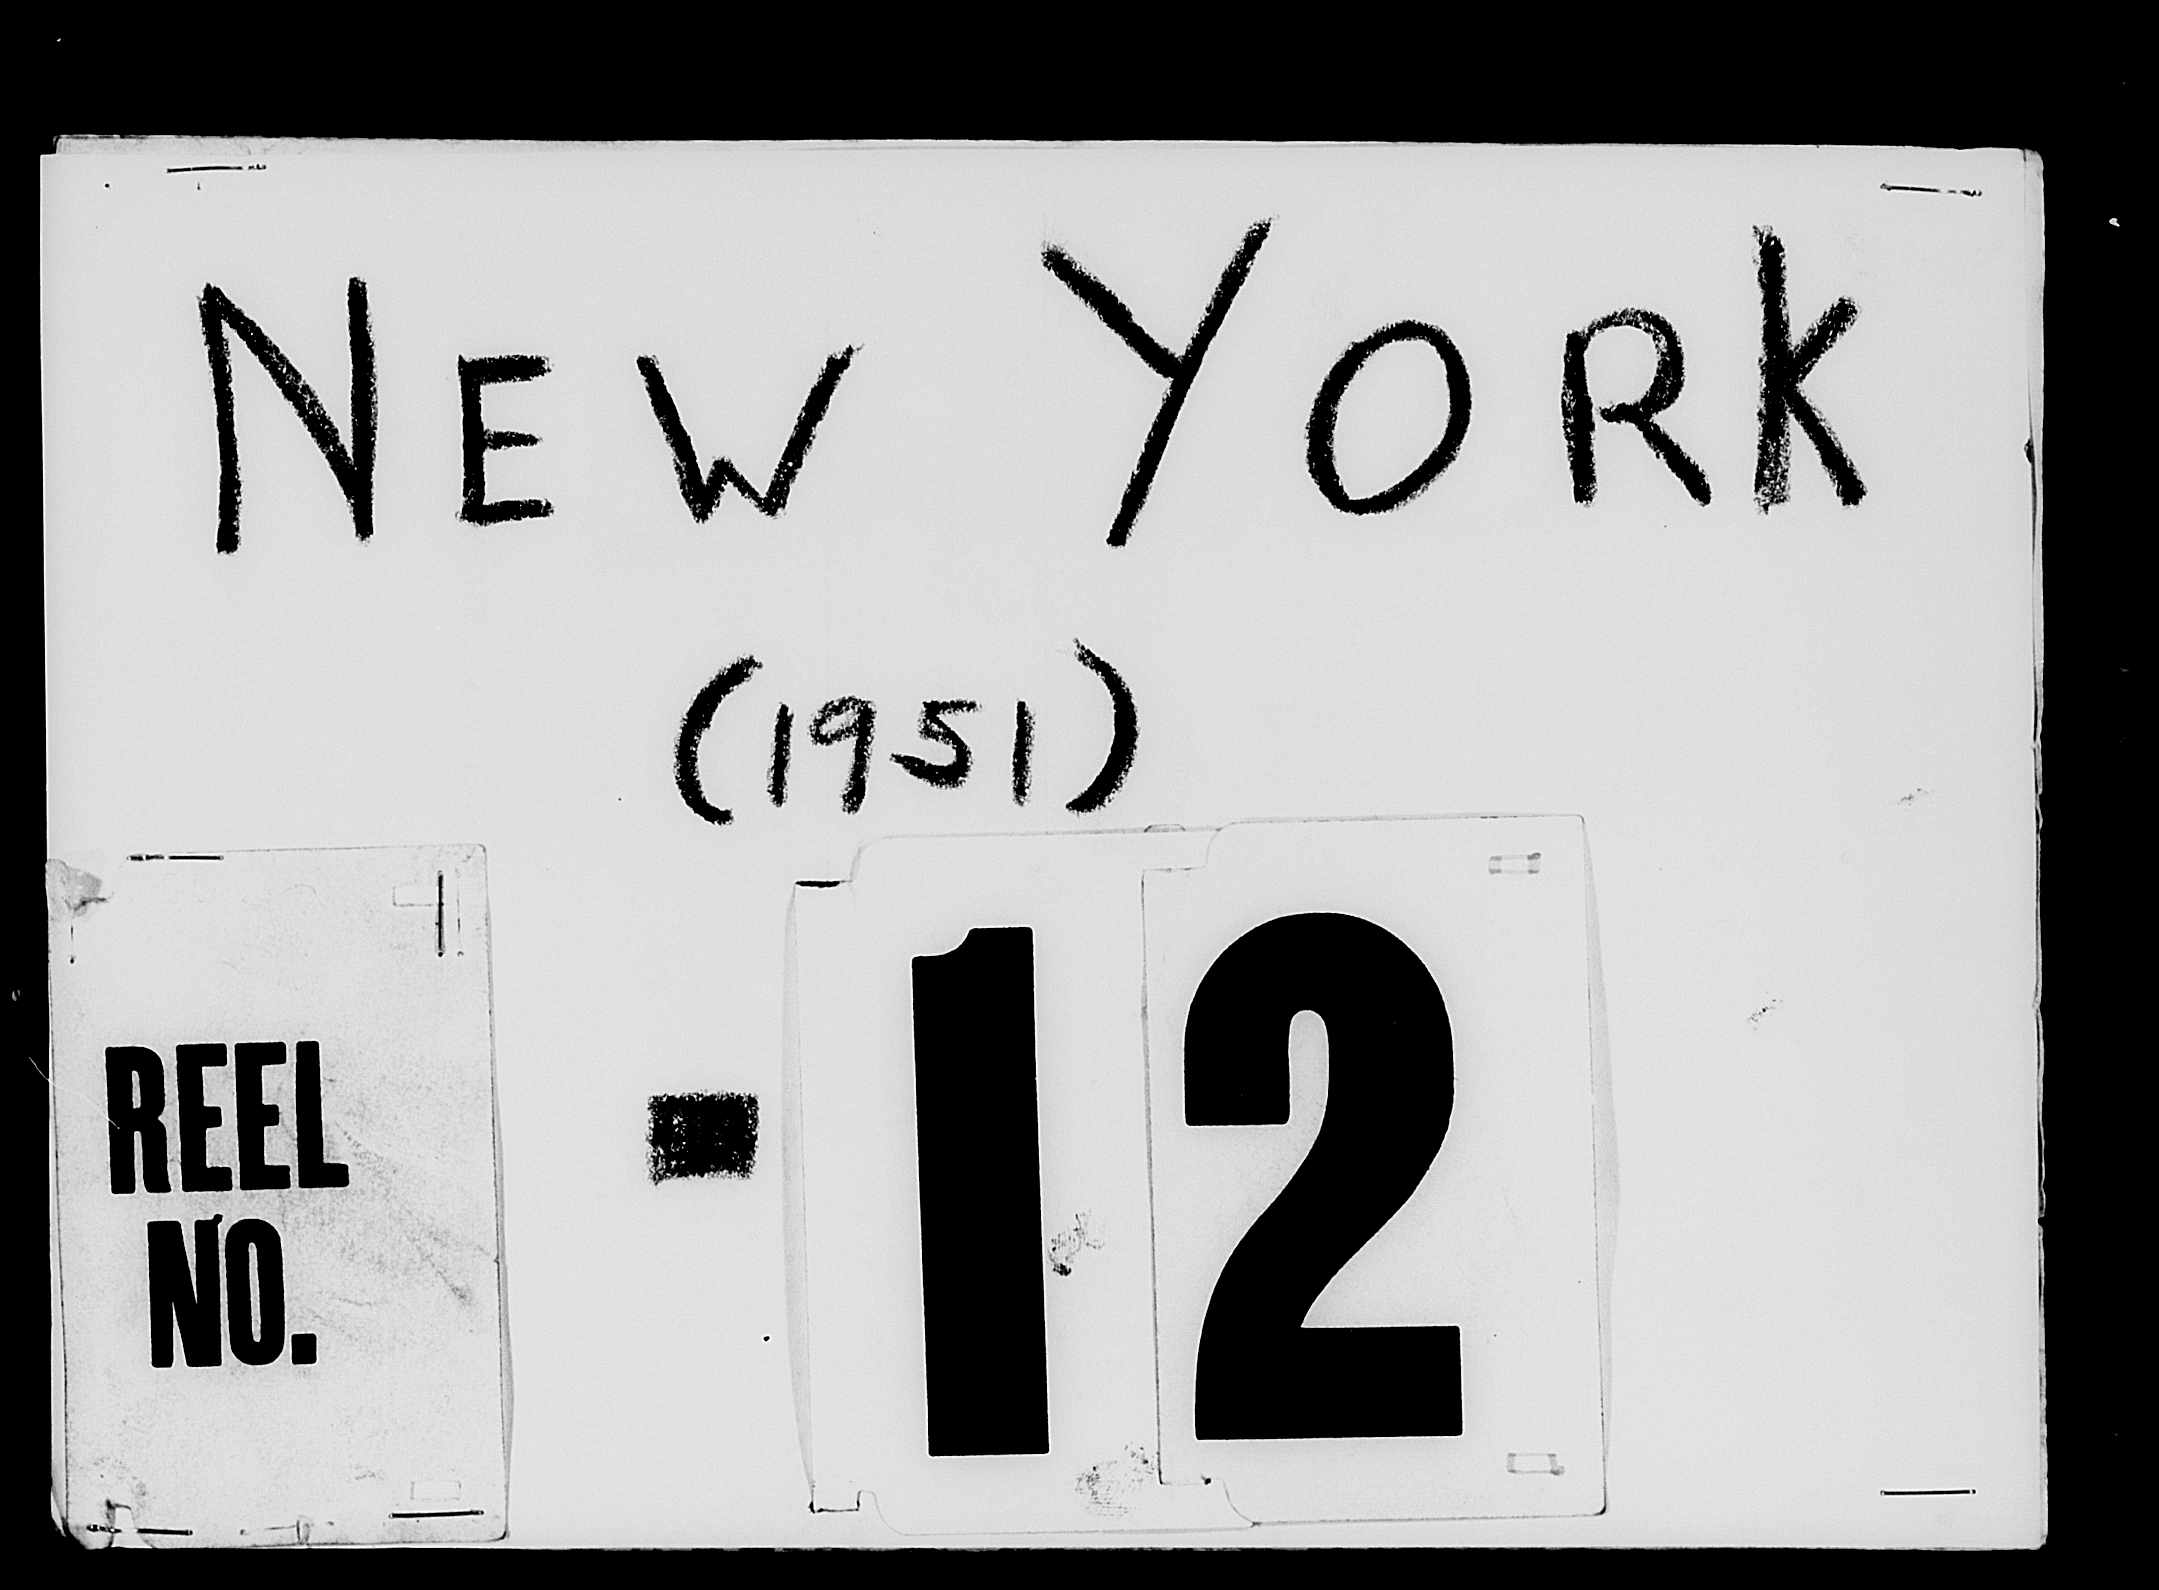 NEW YORK
(1951)
REEL
NO.
- 12